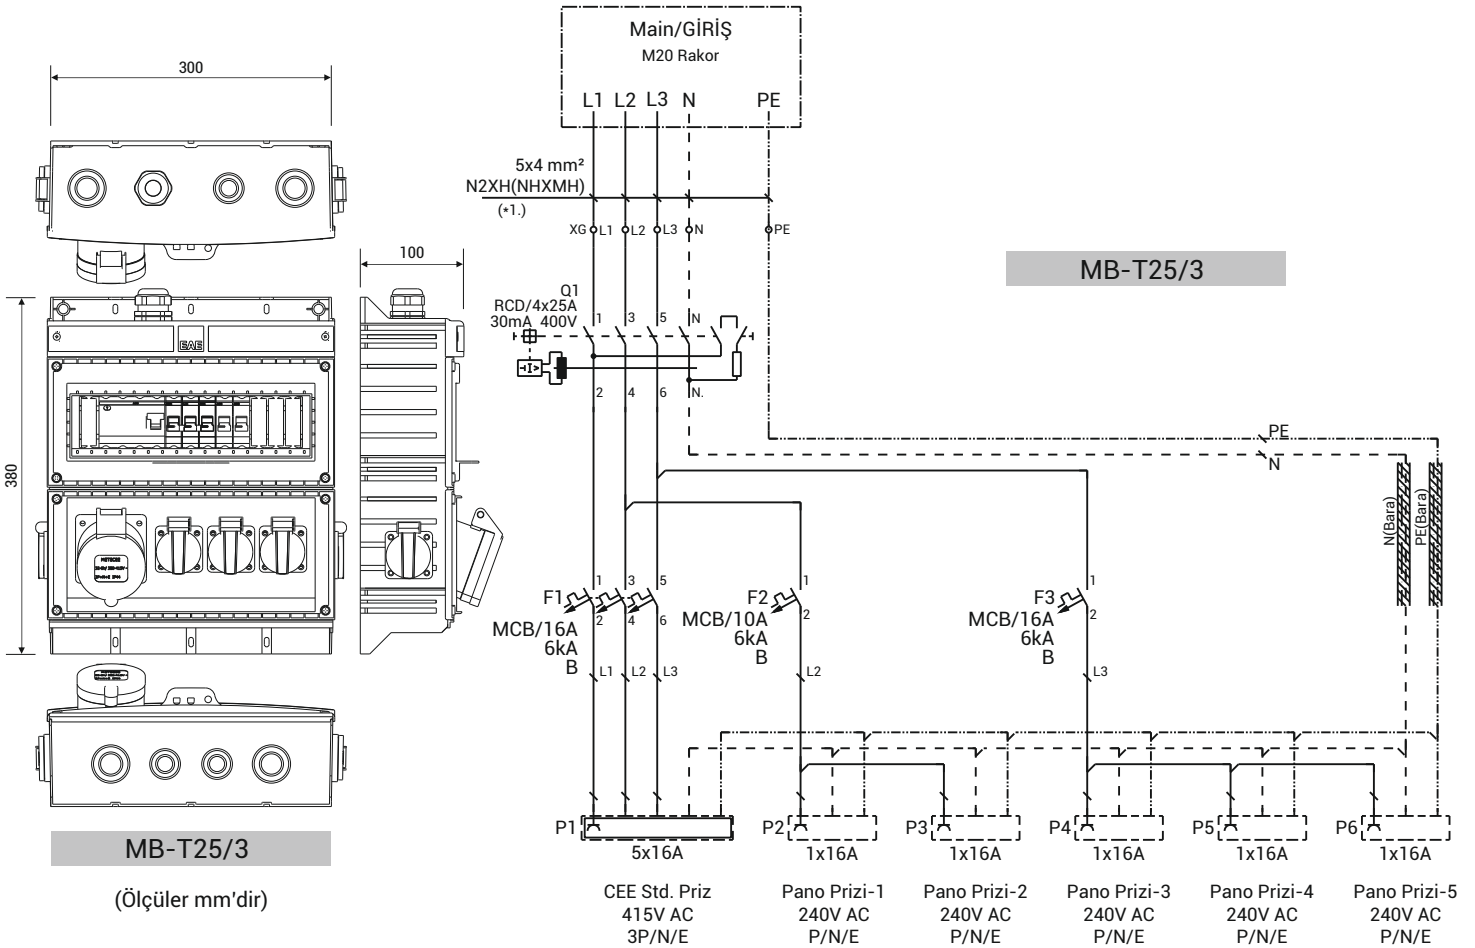 300
100
380
EAE
METECEE
MB-T25/3
(Ölçüler mm'dir)
Main/GİRİŞ
M20 Rakor
L1 L2 L3 N PE
5x4 mm²
N2XH(NHXMH)
(*1.)
XG L1 L2 L3 N PE
MB-T25/3
Q1
RCD/4x25A
30mA 400V
1 3 5 N
I>
2 4 6 N.
PE
N
N(Bara)
PE(Bara)
F1
MCB/16A
6kA
B
1 3 5
2 4 6
L1 L2 L3
F2
MCB/10A
6kA
B
1
2
L2
F3
MCB/16A
6kA
B
1
2
L3
P1 P2 P3 P4 P5 P6
5x16A 1x16A 1x16A 1x16A 1x16A 1x16A
CEE Std. Priz
415V AC
3P/N/E
Pano Prizi-1
240V AC
P/N/E
Pano Prizi-2
240V AC
P/N/E
Pano Prizi-3
240V AC
P/N/E
Pano Prizi-4
240V AC
P/N/E
Pano Prizi-5
240V AC
P/N/E